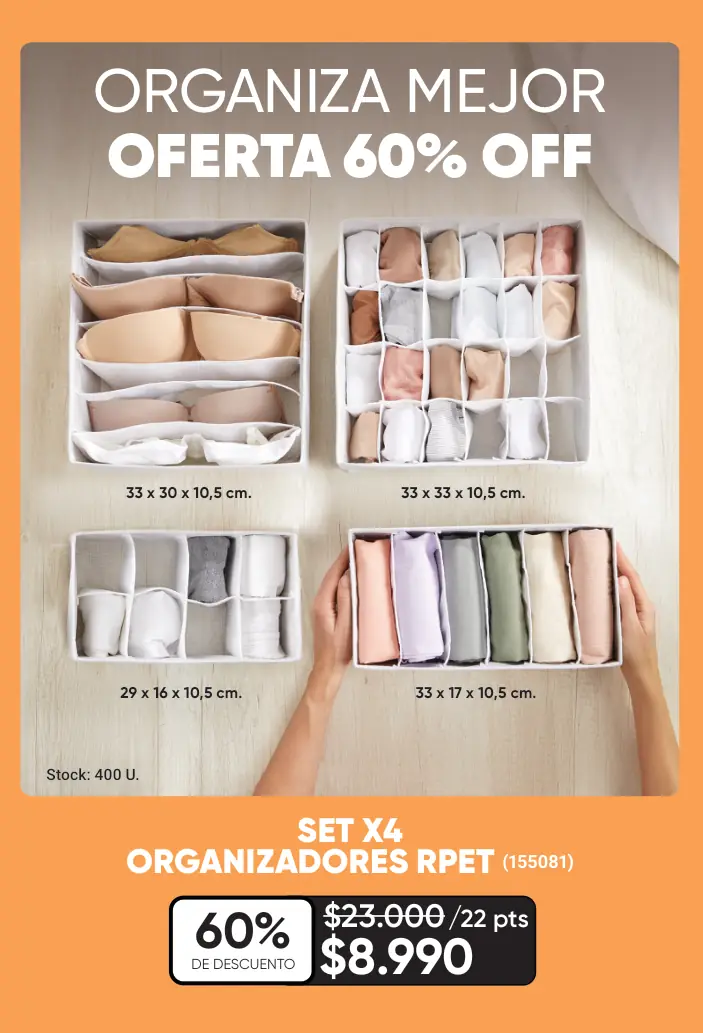 ORGANIZA MEJOR
OFERTA 60% OFF
33 x 30 x 10,5 cm.
33 x 33 x 10,5 cm.
29 x 16 x 10,5 cm.
33 x 17 x 10,5 cm.
Stock: 400 U.
SET X4
ORGANIZADORES RPET (155081)
60%
DE DESCUENTO
$23.000 /22 pts
$8.990